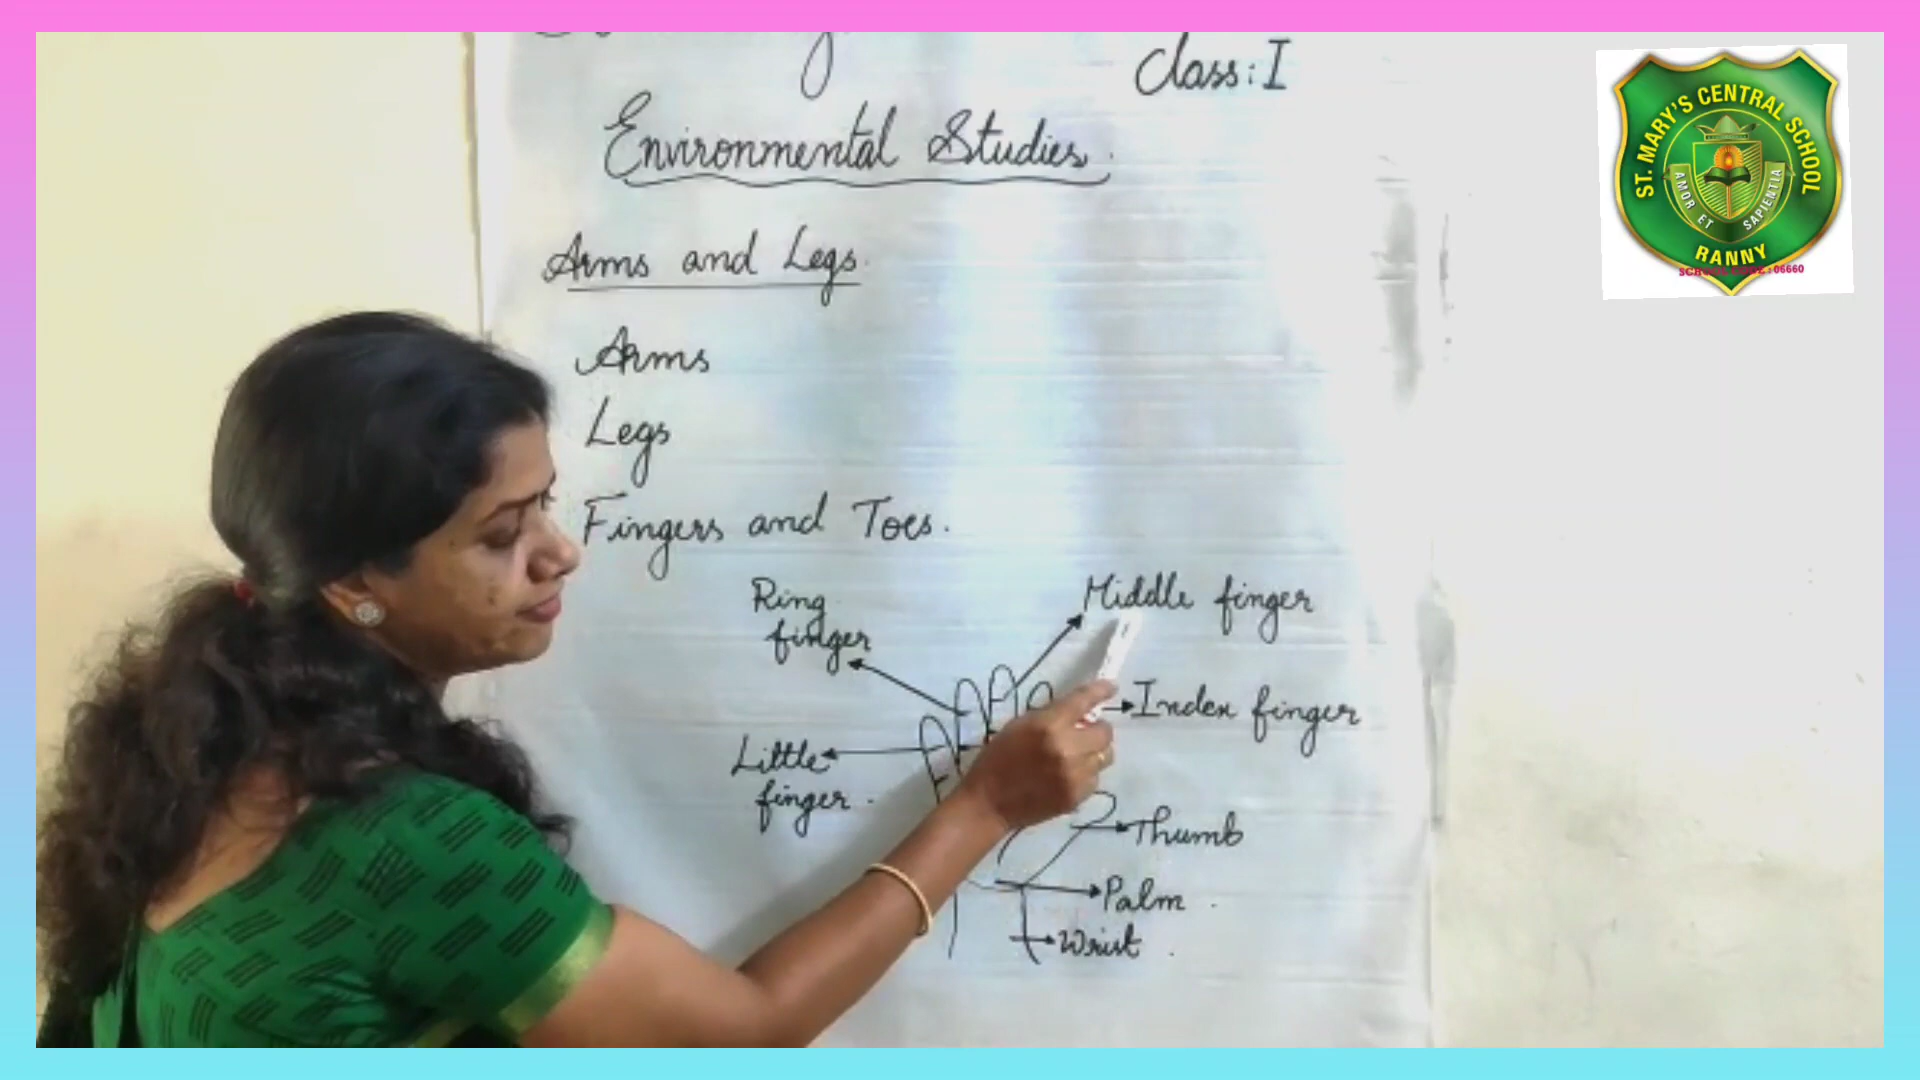 Class: I
Environmental Studies.
Arms and Legs.
Arms
Legs
Fingers and Toes.
Ring
finger
Middle finger
Index finger
Little
finger.
Thumb
Palm.
Wrist.
ST. MARY'S CENTRAL SCHOOL
AMOR ET SAPIENTIA
RANNY